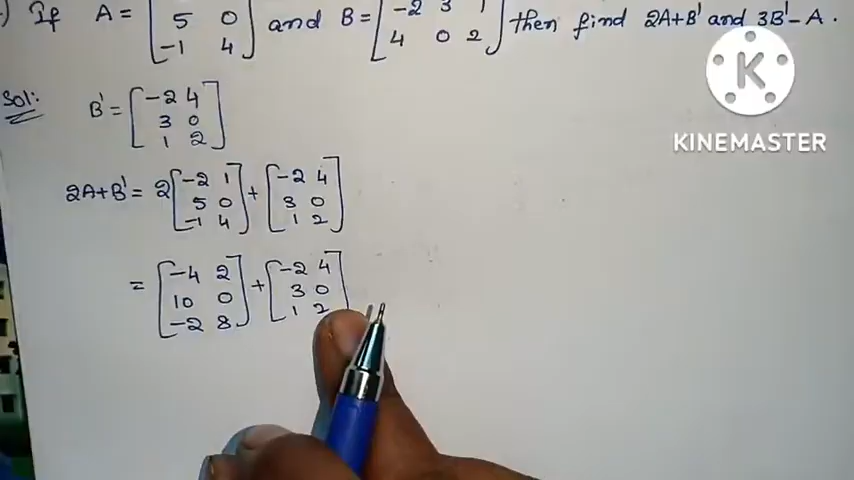 ) If A = [ 5 0 -1 4 ] and B = [ -2 3 1 4 0 2 ] then find 2A+B' and 3B'-A.
K
KINEMASTER
Sol: B' = [ -2 4
3 0
1 2 ]
2A+B' = 2 [ -2 1
5 0
-1 4 ] + [ -2 4
3 0
1 2 ]
= [ -4 2
10 0
-2 8 ] + [ -2 4
3 0
1 2 ]